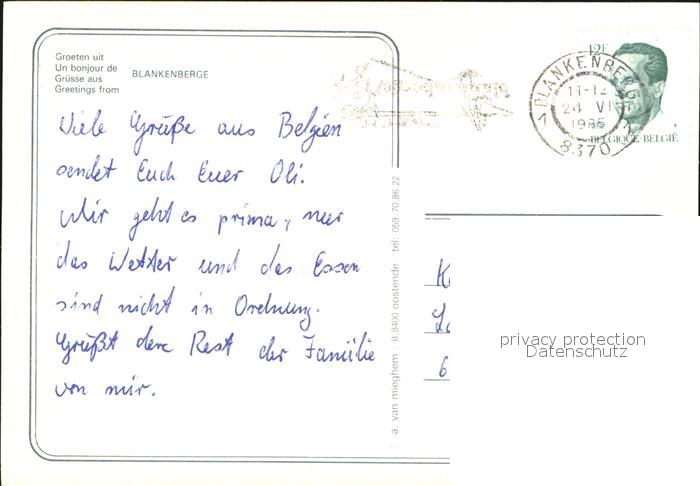 Groeten uit
Un bonjour de
Grüsse aus
Greetings from
BLANKENBERGE
Viele Grüße aus Belgien
sendet Euch Euer Oli.
Mir geht es prima, nur
das Wetter und das Essen
sind nicht in Ordnung.
Grüßt den Rest der Familie
von mir.
a. van mieghem 8.8400 oostende tel: 059 70.86.22
12F
BELGIQUE-BELGIË
BLANKENBERGE
11-12
24 VI
1985
8370
K
L
6
privacy protection
Datenschutz